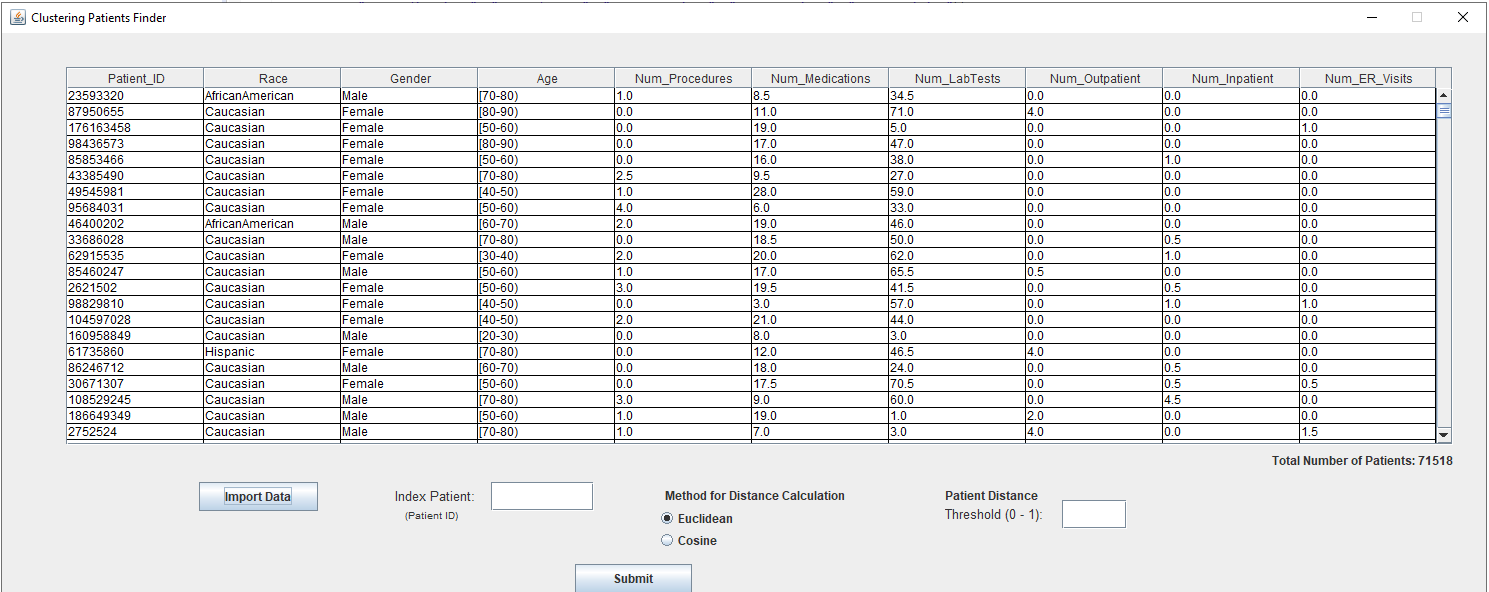 Clustering Patients Finder
Patient_ID Race Gender Age Num_Procedures Num_Medications Num_LabTests Num_Outpatient Num_Inpatient Num_ER_Visits
23593320 AfricanAmerican Male [70-80) 1.0 8.5 34.5 0.0 0.0 0.0
87950655 Caucasian Female [80-90) 0.0 11.0 71.0 4.0 0.0 0.0
176163458 Caucasian Female [50-60) 0.0 19.0 5.0 0.0 0.0 1.0
98436573 Caucasian Female [80-90) 0.0 17.0 47.0 0.0 0.0 0.0
85853466 Caucasian Female [50-60) 0.0 16.0 38.0 0.0 1.0 0.0
43385490 Caucasian Female [70-80) 2.5 9.5 27.0 0.0 0.0 0.0
49545981 Caucasian Female [40-50) 1.0 28.0 59.0 0.0 0.0 0.0
95684031 Caucasian Female [50-60) 4.0 6.0 33.0 0.0 0.0 0.0
46400202 AfricanAmerican Male [60-70) 2.0 19.0 46.0 0.0 0.0 0.0
33686028 Caucasian Male [70-80) 0.0 18.5 50.0 0.0 0.5 0.0
62915535 Caucasian Female [30-40) 2.0 20.0 62.0 0.0 1.0 0.0
85460247 Caucasian Male [50-60) 1.0 17.0 65.5 0.5 0.0 0.0
2621502 Caucasian Female [50-60) 3.0 19.5 41.5 0.0 0.5 0.0
98829810 Caucasian Female [40-50) 0.0 3.0 57.0 0.0 1.0 1.0
104597028 Caucasian Female [40-50) 2.0 21.0 44.0 0.0 0.0 0.0
160958849 Caucasian Male [20-30) 0.0 8.0 3.0 0.0 0.0 0.0
61735860 Hispanic Female [70-80) 0.0 12.0 46.5 4.0 0.0 0.0
86246712 Caucasian Male [60-70) 0.0 18.0 24.0 0.0 0.5 0.0
30671307 Caucasian Female [50-60) 0.0 17.5 70.5 0.0 0.5 0.5
108529245 Caucasian Male [70-80) 3.0 9.0 60.0 0.0 4.5 0.0
186649349 Caucasian Male [50-60) 1.0 19.0 1.0 2.0 0.0 0.0
2752524 Caucasian Male [70-80) 1.0 7.0 3.0 4.0 0.0 1.5
Total Number of Patients: 71518
Import Data
Index Patient:
(Patient ID)
Method for Distance Calculation
Euclidean
Cosine
Patient Distance
Threshold (0 - 1):
Submit